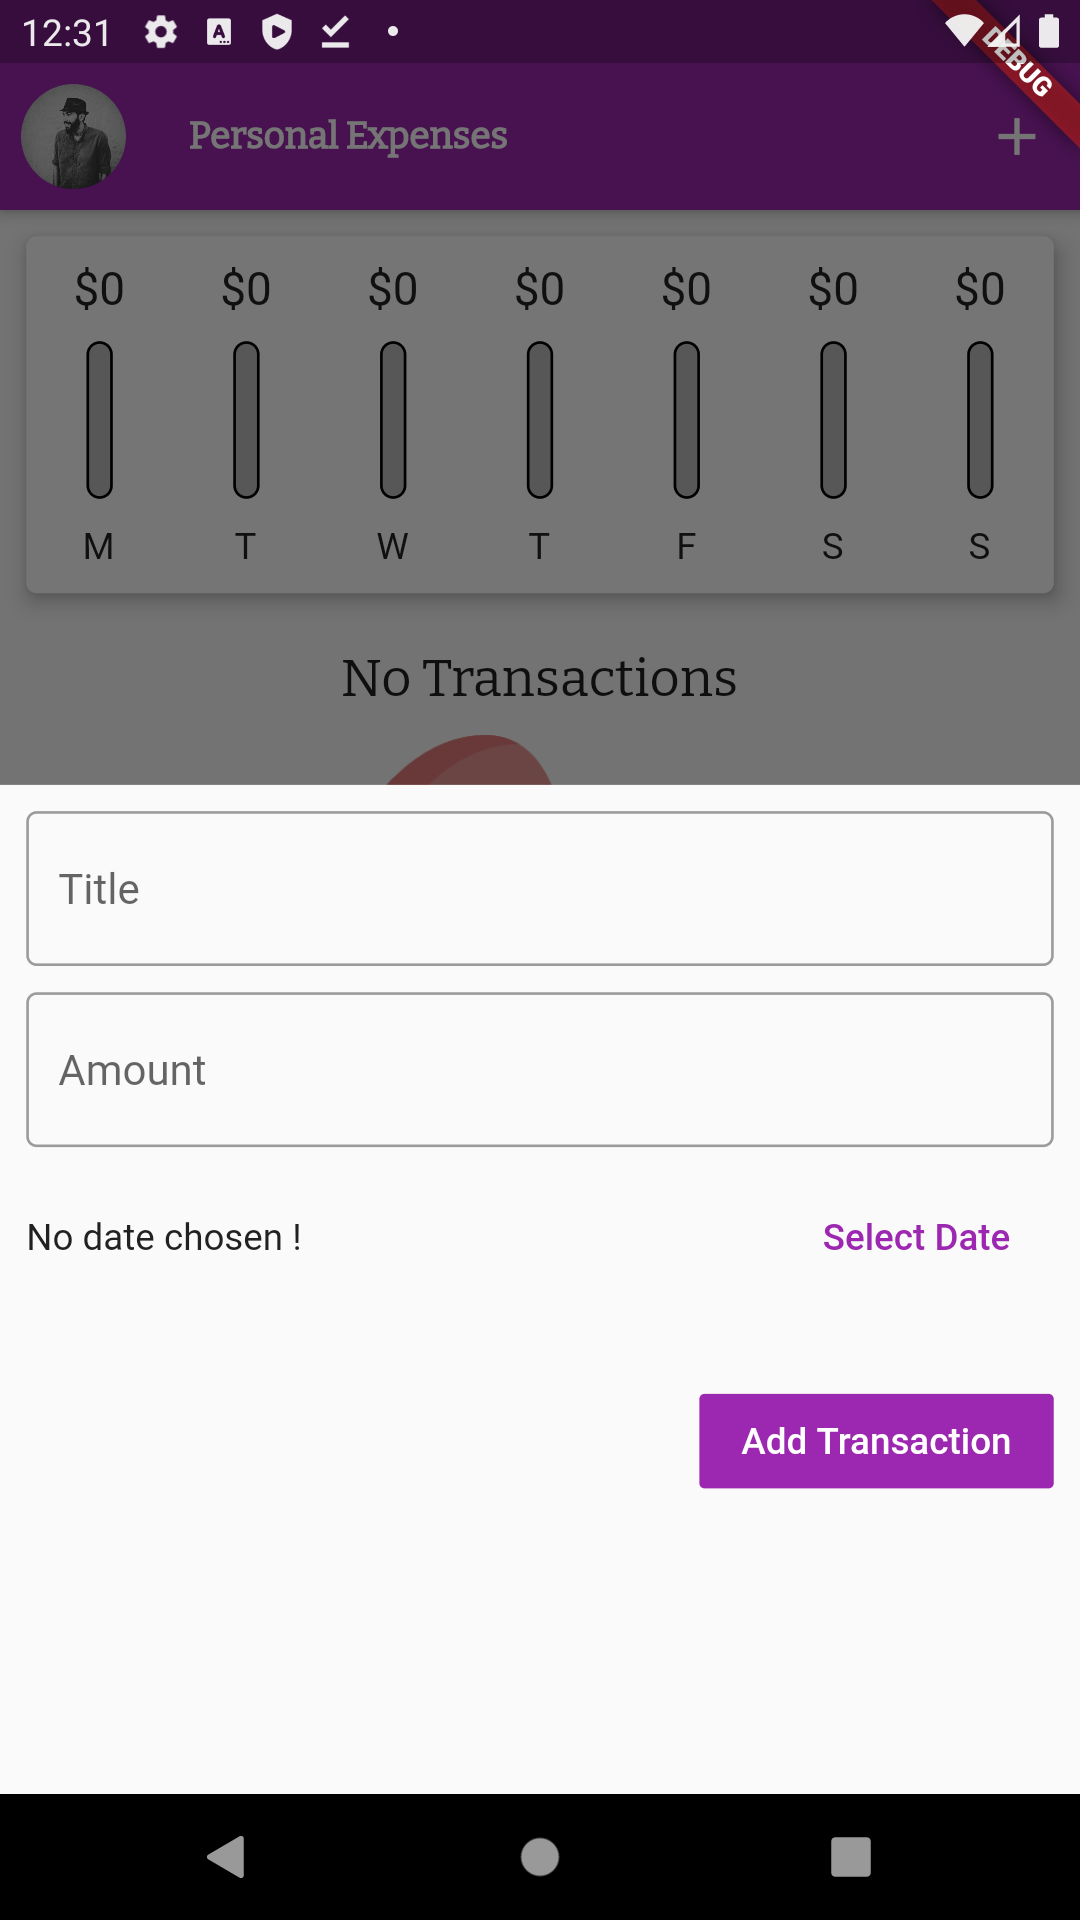 12:31
DEBUG
Personal Expenses
$0 $0 $0 $0 $0 $0 $0
M T W T F S S
No Transactions
Title
Amount
No date chosen ! Select Date
Add Transaction